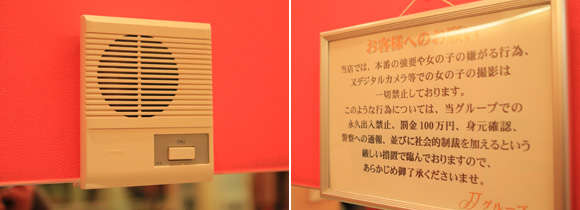 お客様へのお願い
当店では、本番の強要や女の子の嫌がる行為、
又デジタルカメラ等での女の子の撮影は
一切禁止しております。
このような行為については、当グループでの
永久出入禁止、罰金100万円、身元確認、
警察への通報、並びに社会的制裁を加えるという
厳しい措置で臨んでおりますので、
あらかじめ御了承くださいませ。
JJグループ